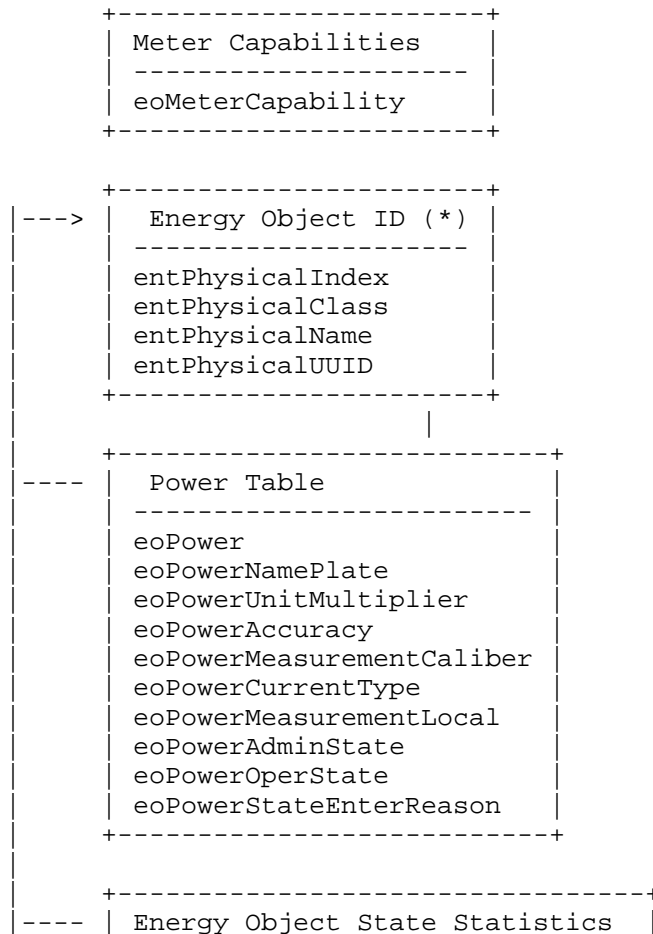 +-----------------------+
| Meter Capabilities |
| --------------------- |
| eoMeterCapability |
+-----------------------+
+-----------------------+
|---> | Energy Object ID (*) |
| | --------------------- |
| | entPhysicalIndex |
| | entPhysicalClass |
| | entPhysicalName |
| | entPhysicalUUID |
| +-----------------------+
| |
| +---------------------------+
|---- | Power Table |
| | ------------------------- |
| | eoPower |
| | eoPowerNamePlate |
| | eoPowerUnitMultiplier |
| | eoPowerAccuracy |
| | eoPowerMeasurementCaliber |
| | eoPowerCurrentType |
| | eoPowerMeasurementLocal |
| | eoPowerAdminState |
| | eoPowerOperState |
| | eoPowerStateEnterReason |
| +---------------------------+
|
| +---------------------------------+
|---- | Energy Object State Statistics |